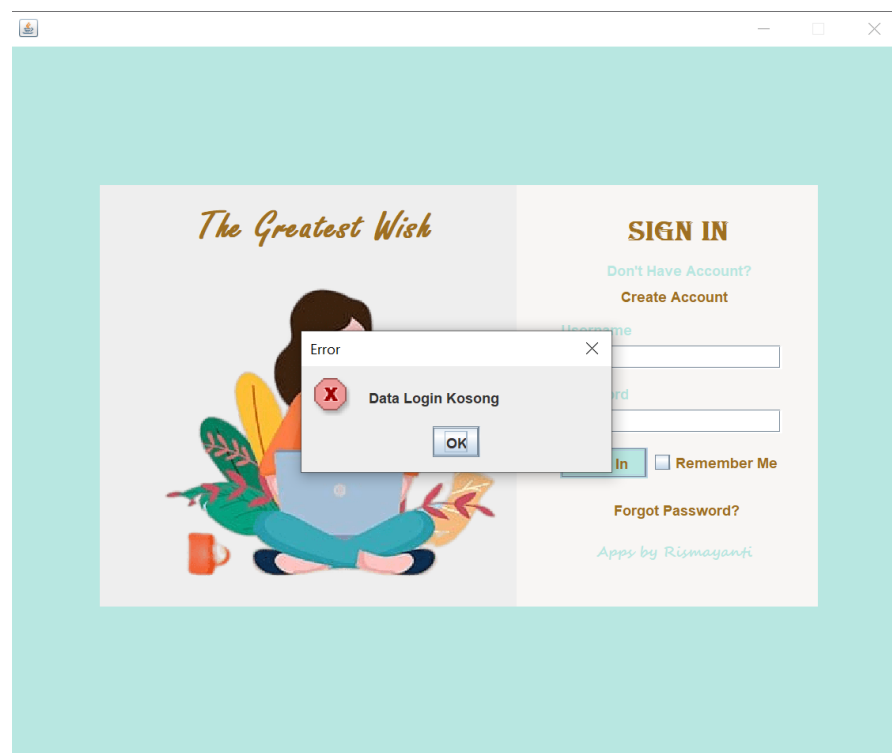 The Greatest Wish
SIGN IN
Don't Have Account?
Create Account
Error
Data Login Kosong
OK
In
Remember Me
Forgot Password?
Apps by Rismayanti